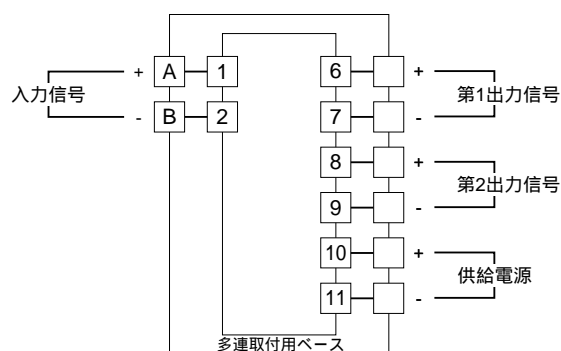 + A 1 6 +
入力信号 第1出力信号
- B 2 7 -
8 +
第2出力信号
9 -
10 +
供給電源
11 -
多連取付用ベース